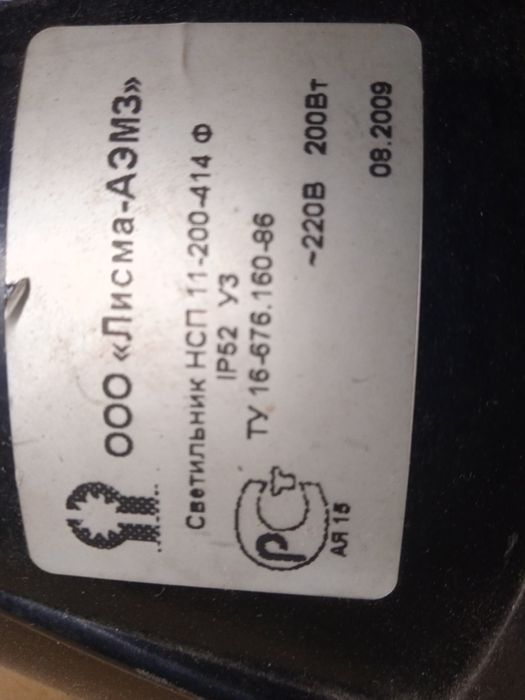 ООО «Лисма-АЭМЗ»
Светильник НСП 11-200-414 Ф
IP52 У3
ТУ 16-676.160-86
~220В 200Вт
РСТ
АЯ 15
08.2009